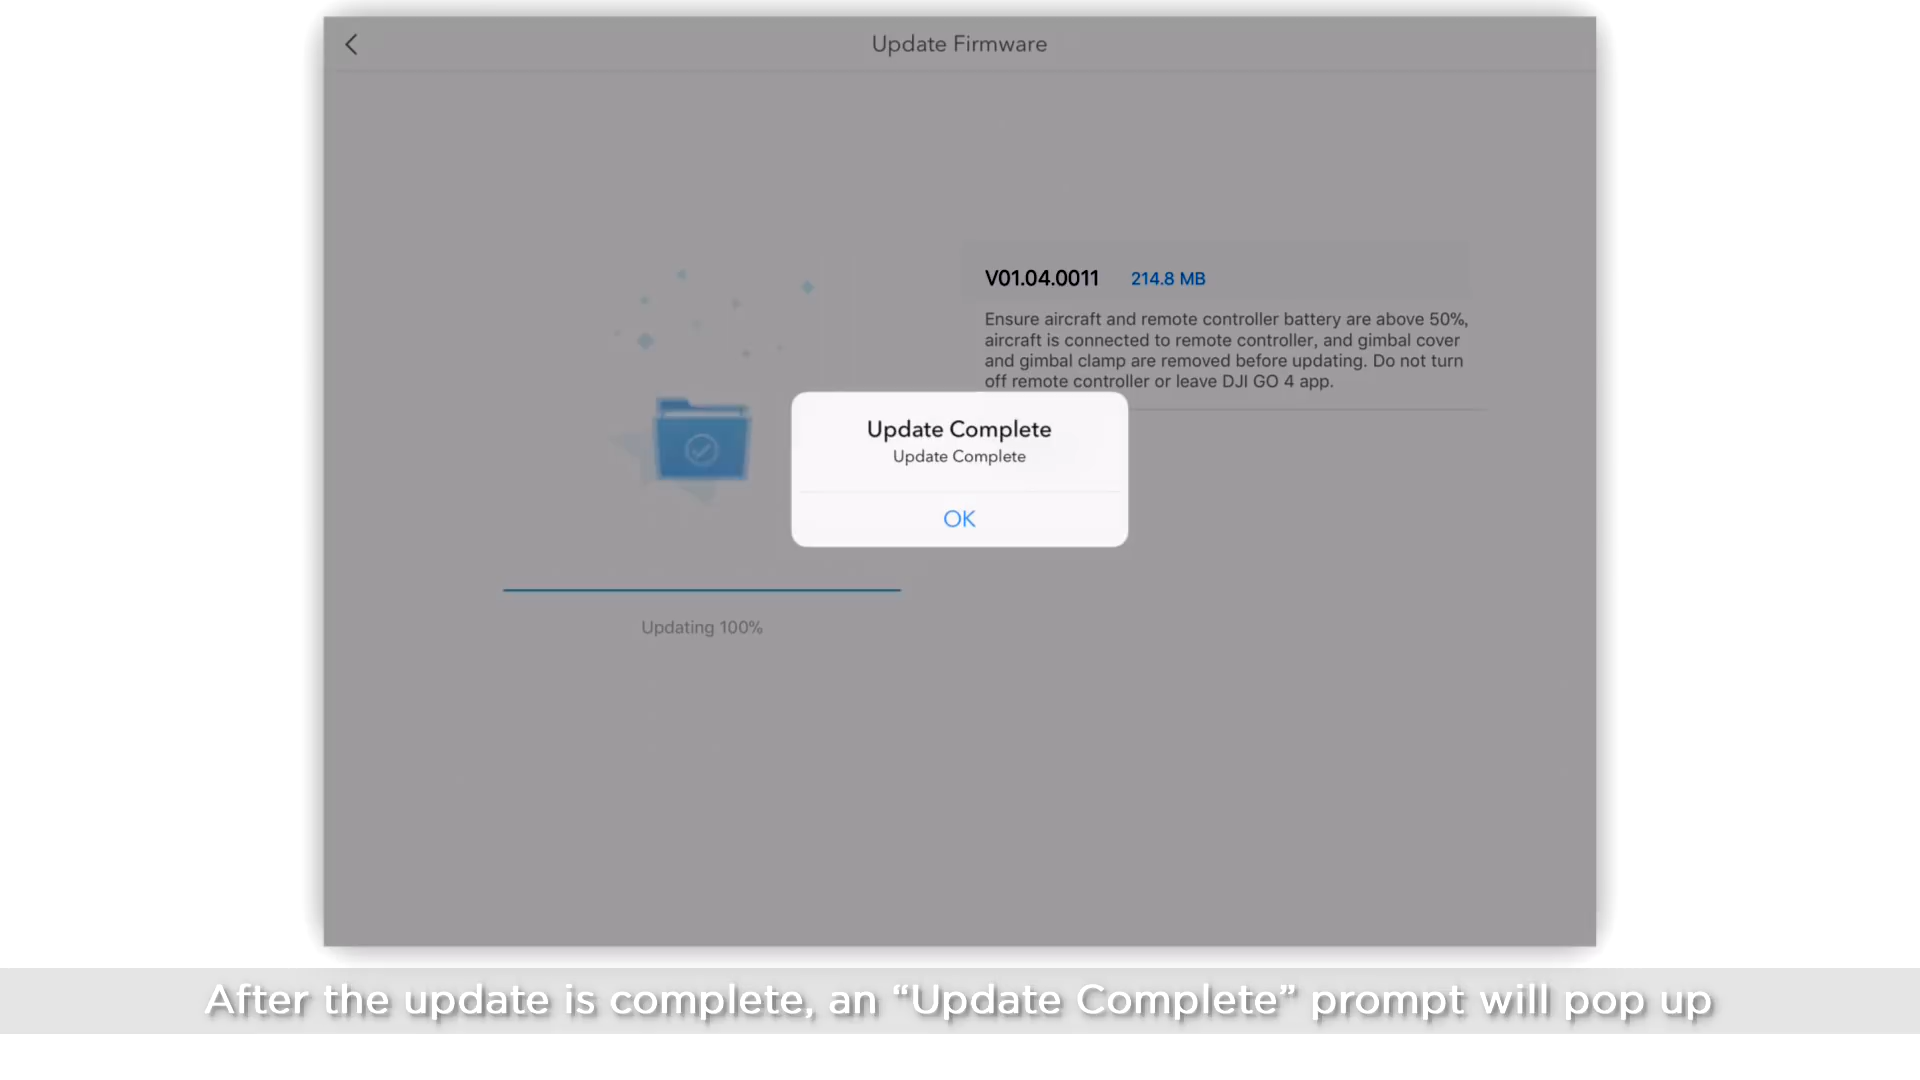 Update Firmware
V01.04.0011 214.8 MB
Ensure aircraft and remote controller battery are above 50%,
aircraft is connected to remote controller, and gimbal cover
and gimbal clamp are removed before updating. Do not turn
off remote controller or leave DJI GO 4 app.
Update Complete
Update Complete
OK
Updating 100%
After the update is complete, an “Update Complete” prompt will pop up